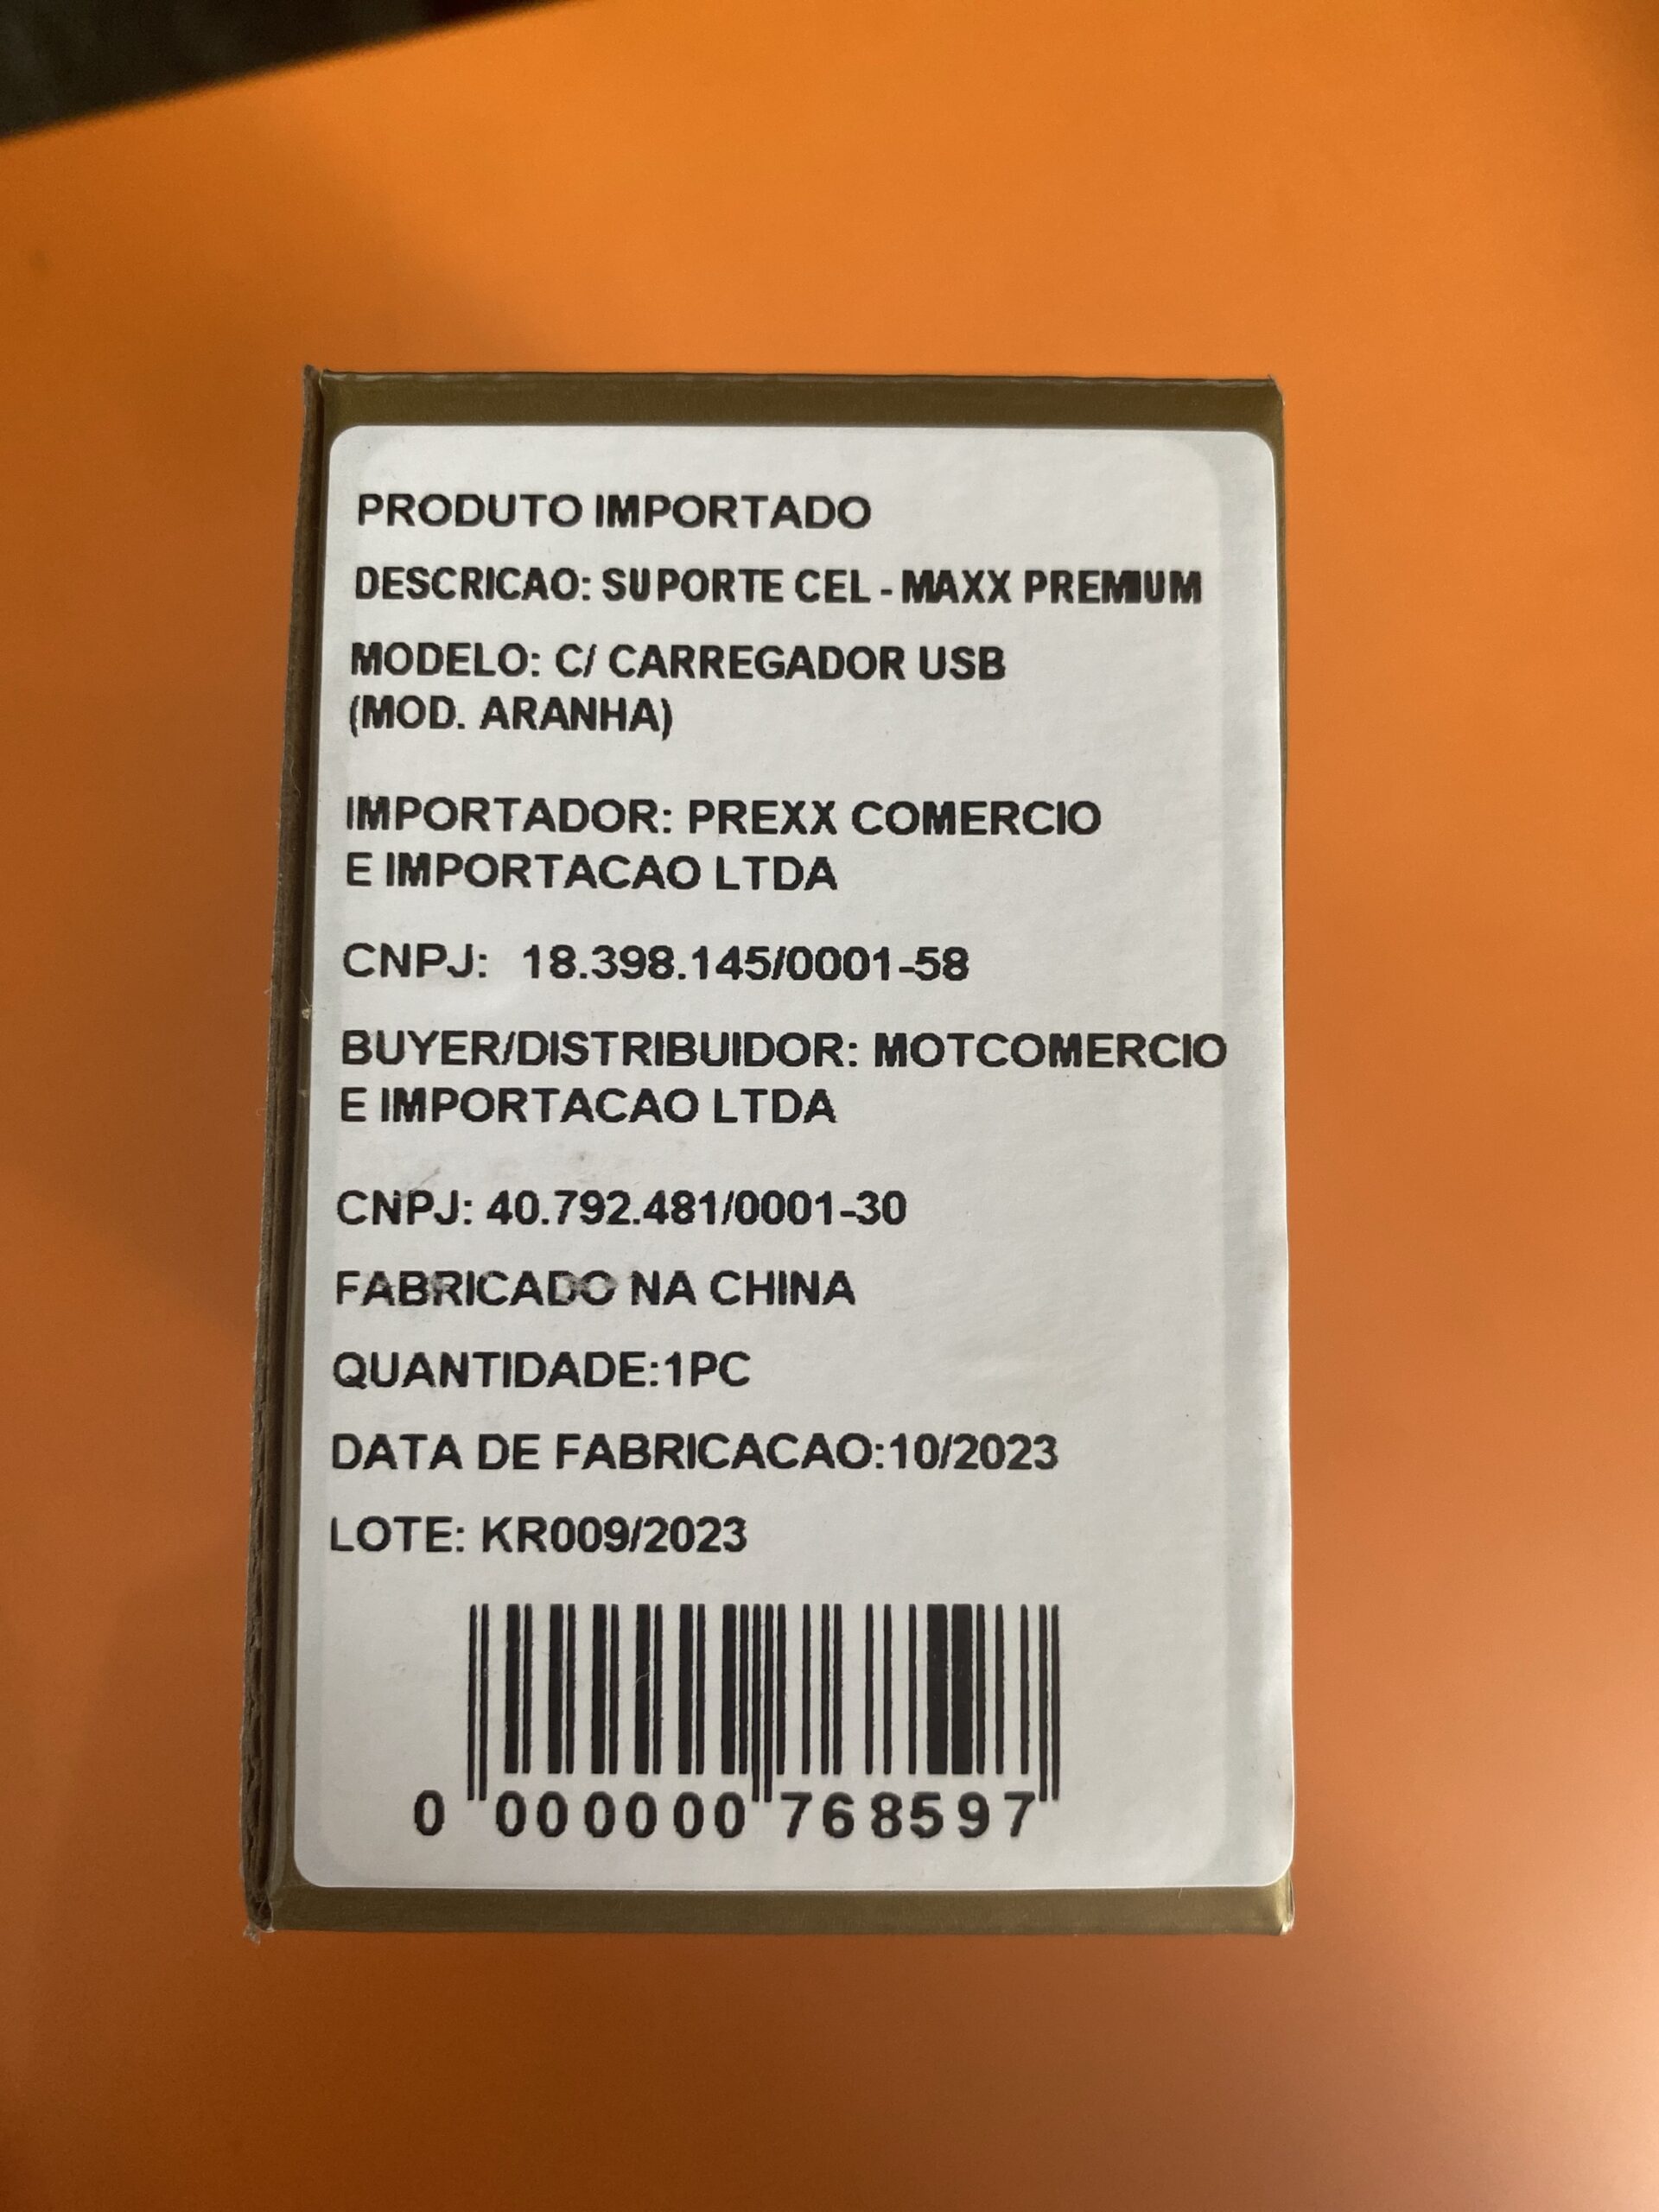 PRODUTO IMPORTADO
DESCRICAO: SUPORTE CEL - MAXX PREMIUM
MODELO: C/ CARREGADOR USB
(MOD. ARANHA)
IMPORTADOR: PREXX COMERCIO
E IMPORTACAO LTDA
CNPJ: 18.398.145/0001-58
BUYER/DISTRIBUIDOR: MOTCOMERCIO
E IMPORTACAO LTDA
CNPJ: 40.792.481/0001-30
FABRICADO NA CHINA
QUANTIDADE:1PC
DATA DE FABRICACAO:10/2023
LOTE: KR009/2023
0 000000 768597